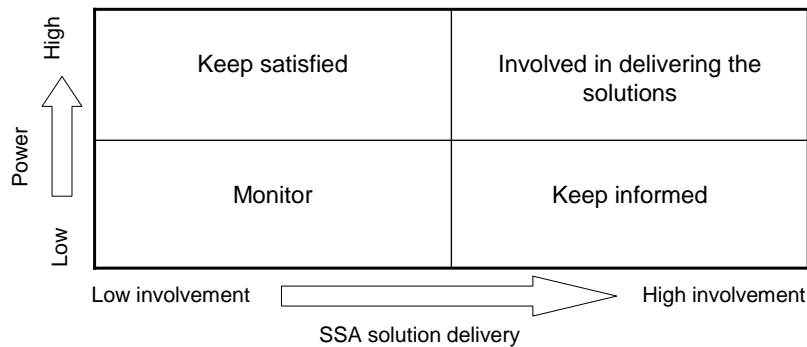 High
Keep satisfied
Involved in delivering the
solutions
Power
Monitor
Keep informed
Low
Low involvement
High involvement
SSA solution delivery